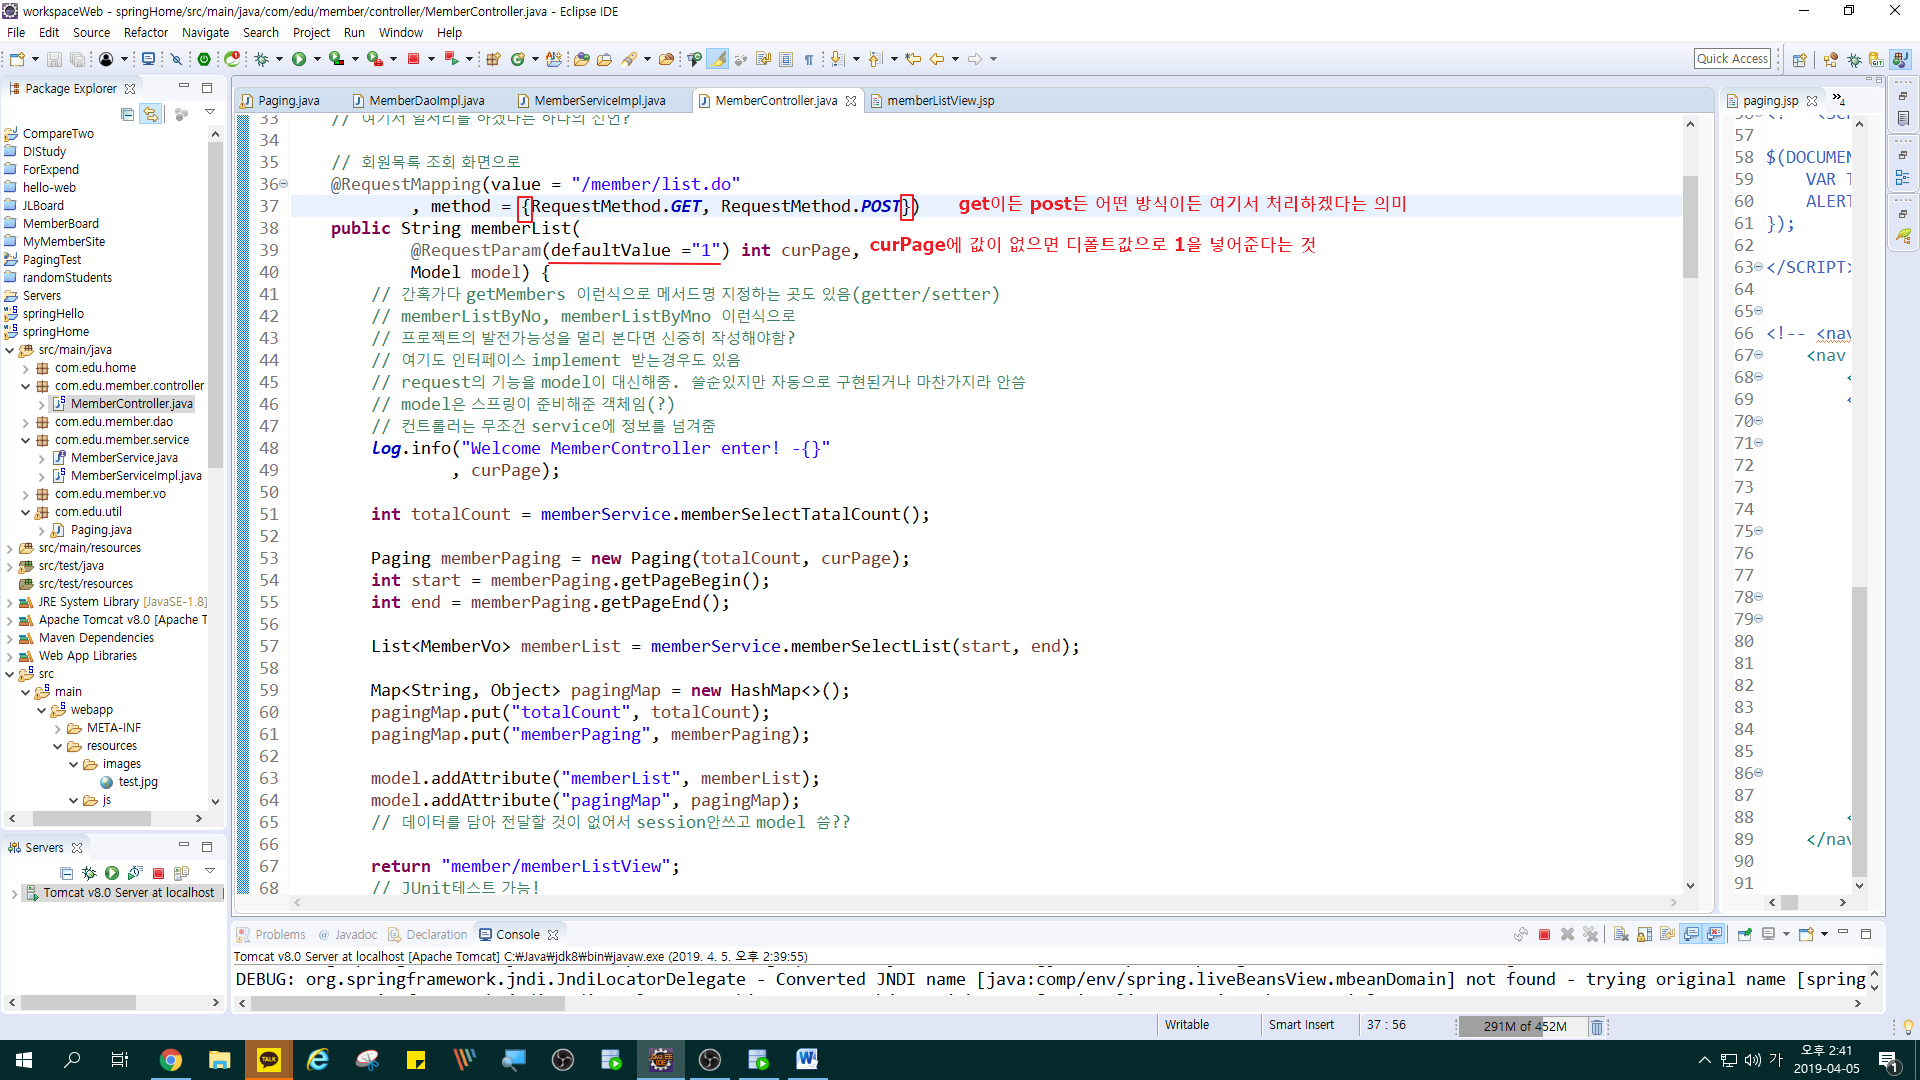 workspaceWeb - springHome/src/main/java/com/edu/member/controller/MemberController.java - Eclipse IDE
File Edit Source Refactor Navigate Search Project Run Window Help
Quick Access
Package Explorer
CompareTwo
DIStudy
ForExpend
hello-web
JLBoard
MemberBoard
MyMemberSite
PagingTest
randomStudents
Servers
springHello
springHome
src/main/java
com.edu.home
com.edu.member.controller
MemberController.java
com.edu.member.dao
com.edu.member.service
MemberService.java
MemberServiceImpl.java
com.edu.member.vo
com.edu.util
Paging.java
src/main/resources
src/test/java
src/test/resources
JRE System Library [JavaSE-1.8]
Apache Tomcat v8.0 [Apache T
Maven Dependencies
Web App Libraries
src
main
webapp
META-INF
resources
images
test.jpg
js
Servers
Tomcat v8.0 Server at localhost
Paging.java MemberDaoImpl.java MemberServiceImpl.java MemberController.java memberListView.jsp
33 // 여기서 일처리를 하겠다는 하나의 선언?
34
35 // 회원목록 조회 화면으로
36 @RequestMapping(value = "/member/list.do"
37 , method = {RequestMethod.GET, RequestMethod.POST}) get이든 post든 어떤 방식이든 여기서 처리하겠다는 의미
38 public String memberList(
39 @RequestParam(defaultValue ="1") int curPage, curPage에 값이 없으면 디폴트값으로 1을 넣어준다는 것
40 Model model) {
41 // 간혹가다 getMembers 이런식으로 메서드명 지정하는 곳도 있음(getter/setter)
42 // memberListByNo, memberListByMno 이런식으로
43 // 프로젝트의 발전가능성을 멀리 본다면 신중히 작성해야함?
44 // 여기도 인터페이스 implement 받는경우도 있음
45 // request의 기능을 model이 대신해줌. 쓸순있지만 자동으로 구현된거나 마찬가지라 안씀
46 // model은 스프링이 준비해준 객체임(?)
47 // 컨트롤러는 무조건 service에 정보를 넘겨줌
48 log.info("Welcome MemberController enter! -{}"
49 , curPage);
50
51 int totalCount = memberService.memberSelectTatalCount();
52
53 Paging memberPaging = new Paging(totalCount, curPage);
54 int start = memberPaging.getPageBegin();
55 int end = memberPaging.getPageEnd();
56
57 List<MemberVo> memberList = memberService.memberSelectList(start, end);
58
59 Map<String, Object> pagingMap = new HashMap<>();
60 pagingMap.put("totalCount", totalCount);
61 pagingMap.put("memberPaging", memberPaging);
62
63 model.addAttribute("memberList", memberList);
64 model.addAttribute("pagingMap", pagingMap);
65 // 데이터를 담아 전달할 것이 없어서 session안쓰고 model 씀??
66
67 return "member/memberListView";
68 // JUnit테스트 가능!
paging.jsp 4
57
58 $(DOCUMEN
59 VAR T
60 ALERT
61 });
62
63 </SCRIPT>
64
65
66 <!-- <nav
67 <nav
68 <
69 <
70
71
72
73
74
75
76
77
78
79
80
81
82
83
84
85
86
87
88 <
89 </nav
90
91
Problems Javadoc Declaration Console
Tomcat v8.0 Server at localhost [Apache Tomcat] C:\Java\jdk8\bin\javaw.exe (2019. 4. 5. 오후 2:39:55)
DEBUG: org.springframework.jndi.JndiLocatorDelegate - Converted JNDI name [java:comp/env/spring.liveBeansView.mbeanDomain] not found - trying original name [spring
Writable Smart Insert 37 : 56 291M of 452M
가 오후 2:41
2019-04-05 1